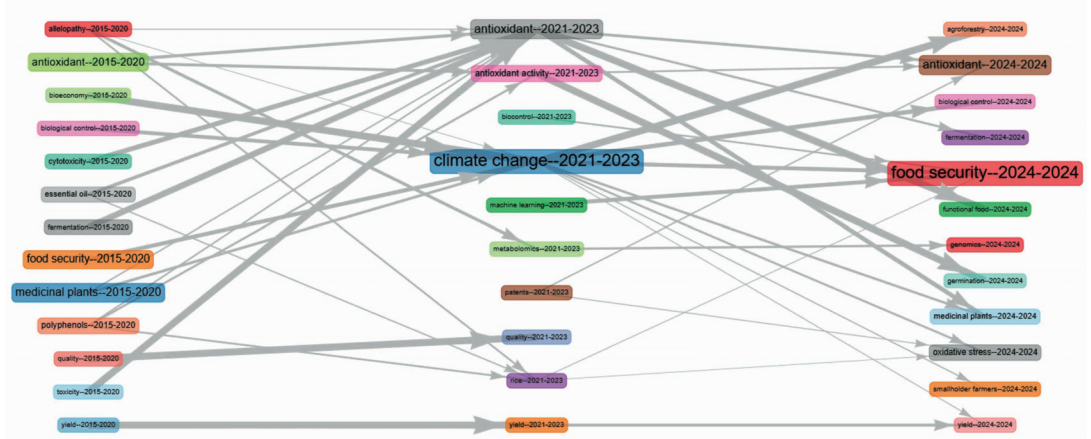 allelopathy--2015-2020
antioxidant--2015-2020
bioeconomy--2015-2020
biological control--2015-2020
cytotoxicity--2015-2020
essential oil--2015-2020
fermentation--2015-2020
food security--2015-2020
medicinal plants--2015-2020
polyphenols--2015-2020
quality--2015-2020
toxicity--2015-2020
yield--2015-2020
antioxidant--2021-2023
antioxidant activity--2021-2023
biocontrol--2021-2023
climate change--2021-2023
machine learning--2021-2023
metabolomics--2021-2023
patents--2021-2023
quality--2021-2023
rice--2021-2023
yield--2021-2023
agroforestry--2024-2024
antioxidant--2024-2024
biological control--2024-2024
fermentation--2024-2024
food security--2024-2024
functional food--2024-2024
genomics--2024-2024
germination--2024-2024
medicinal plants--2024-2024
oxidative stress--2024-2024
smallholder farmers--2024-2024
yield--2024-2024